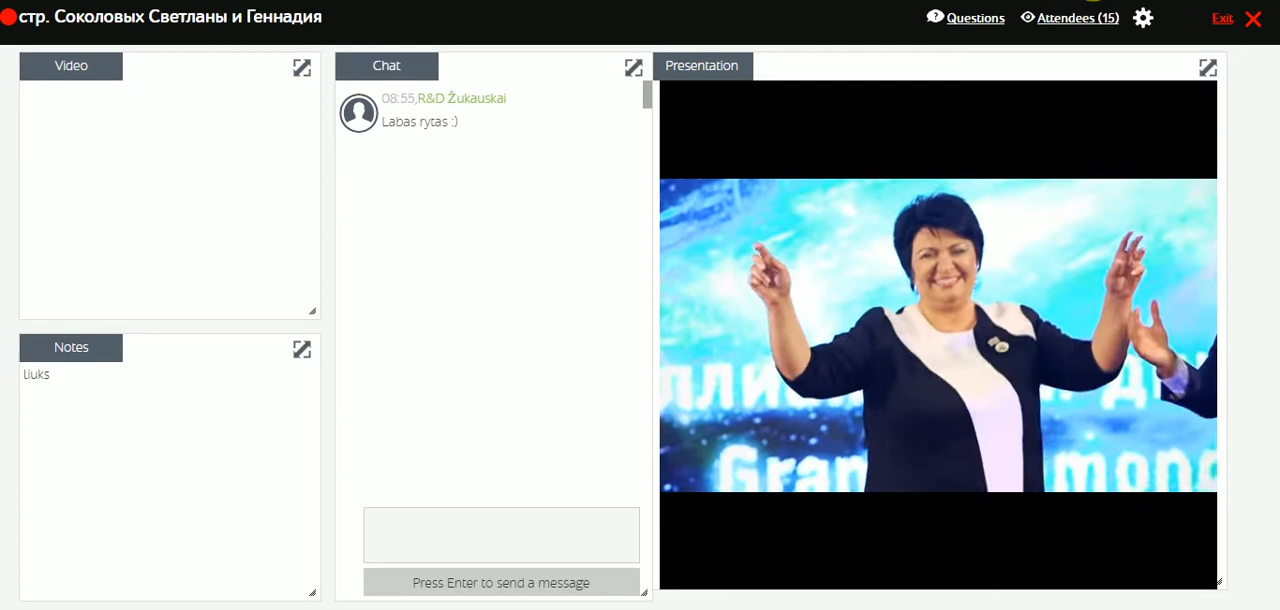 стр. Соколовых Светланы и Геннадия
Questions
Attendees (15)
Exit
Video
Chat
Presentation
08:55,R&D Žukauskai
Labas rytas :)
Notes
liuks
Press Enter to send a message